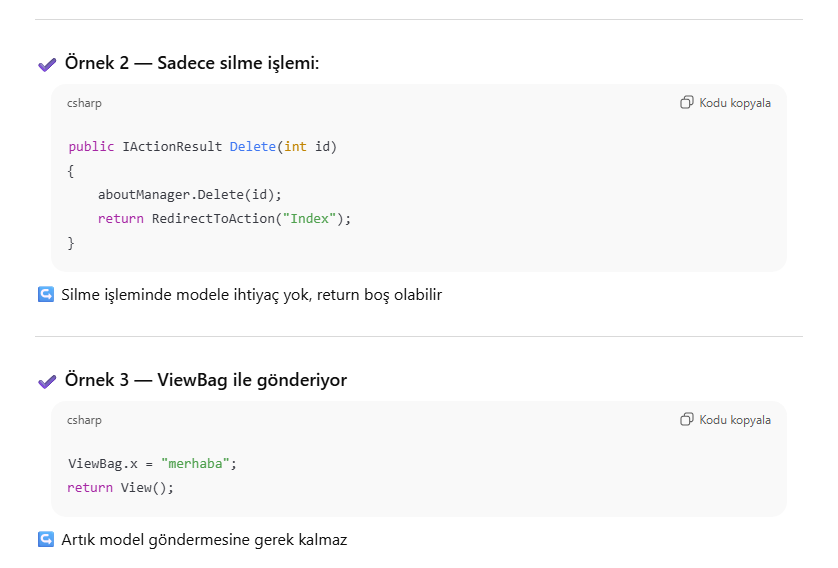 Örnek 2 — Sadece silme işlemi:
csharp
Kodu kopyala
public IActionResult Delete(int id)
{
    aboutManager.Delete(id);
    return RedirectToAction("Index");
}
Silme işleminde modele ihtiyaç yok, return boş olabilir
Örnek 3 — ViewBag ile gönderiyor
csharp
Kodu kopyala
ViewBag.x = "merhaba";
return View();
Artık model göndermesine gerek kalmaz